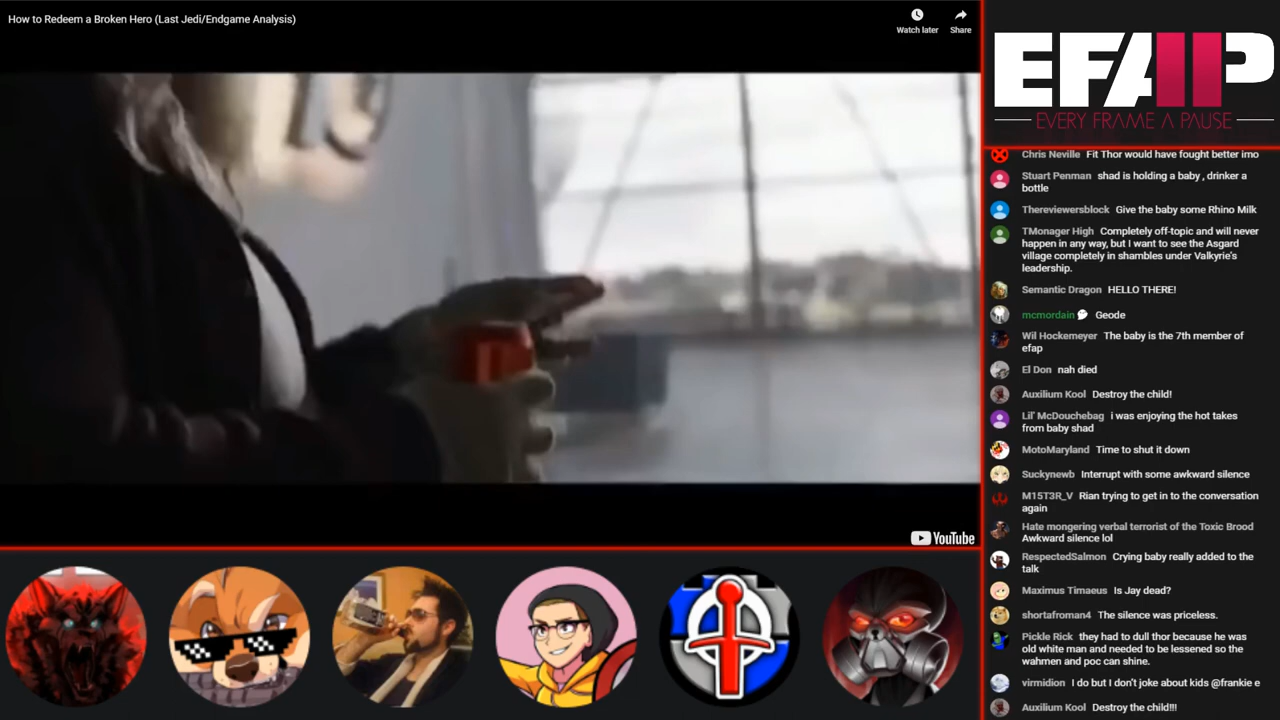 How to Redeem a Broken Hero (Last Jedi/Endgame Analysis)
Watch later
Share
YouTube
EFAP
EVERY FRAME A PAUSE
Chris Neville Fit Thor would have fought better imo
Stuart Penman shad is holding a baby , drinker a
bottle
Thereviewersblock Give the baby some Rhino Milk
TMonager High Completely off-topic and will never
happen in any way, but I want to see the Asgard
village completely in shambles under Valkyrie's
leadership.
Semantic Dragon HELLO THERE!
mcmordain Geode
Wil Hockemeyer The baby is the 7th member of
efap
El Don nah died
Auxilium Kool Destroy the child!
Lil' McDouchebag i was enjoying the hot takes
from baby shad
MotoMaryland Time to shut it down
Suckynewb Interrupt with some awkward silence
M15T3R_V Rian trying to get in to the conversation
again
Hate mongering verbal terrorist of the Toxic Brood
Awkward silence lol
RespectedSalmon Crying baby really added to the
talk
Maximus Timaeus Is Jay dead?
shortafroman4 The silence was priceless.
Pickle Rick they had to dull thor because he was
old white man and needed to be lessened so the
wahmen and poc can shine.
virmidion I do but I don't joke about kids @frankie e
Auxilium Kool Destroy the child!!!